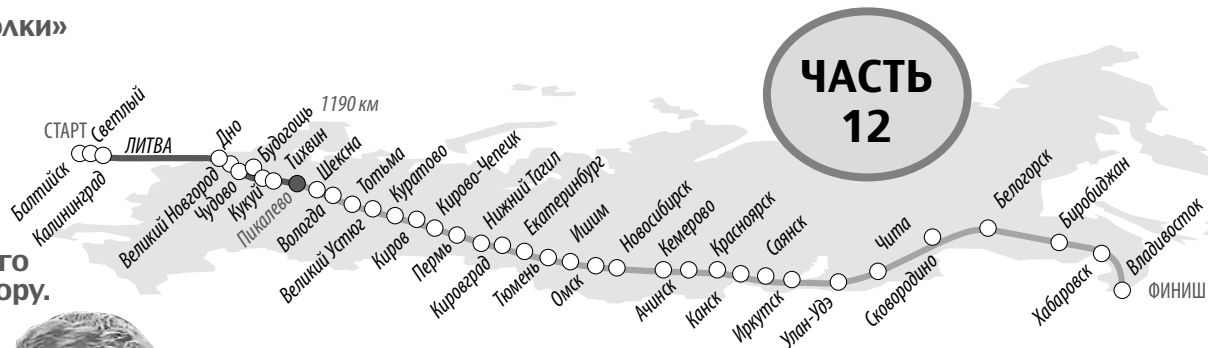 олки»
ЧАСТЬ
12
СТАРТ
Балтийск
Светлый
Калининград
ЛИТВА
Дно
Великий Новгород
Чудово
Будогощь
Кукуй
Тихвин
1190 км
Пикалево
Шексна
Вологда
Тотьма
Великий Устюг
Куратово
Киров
Кирово-Чепецк
Пермь
Нижний Тагил
Кировград
Екатеринбург
Тюмень
Ишим
Омск
Новосибирск
Кемерово
Ачинск
Красноярск
Канск
Саянск
Иркутск
Улан-Удэ
Чита
Сковородино
Белогорск
Биробиджан
Хабаровск
Владивосток
ФИНИШ
го
ору.